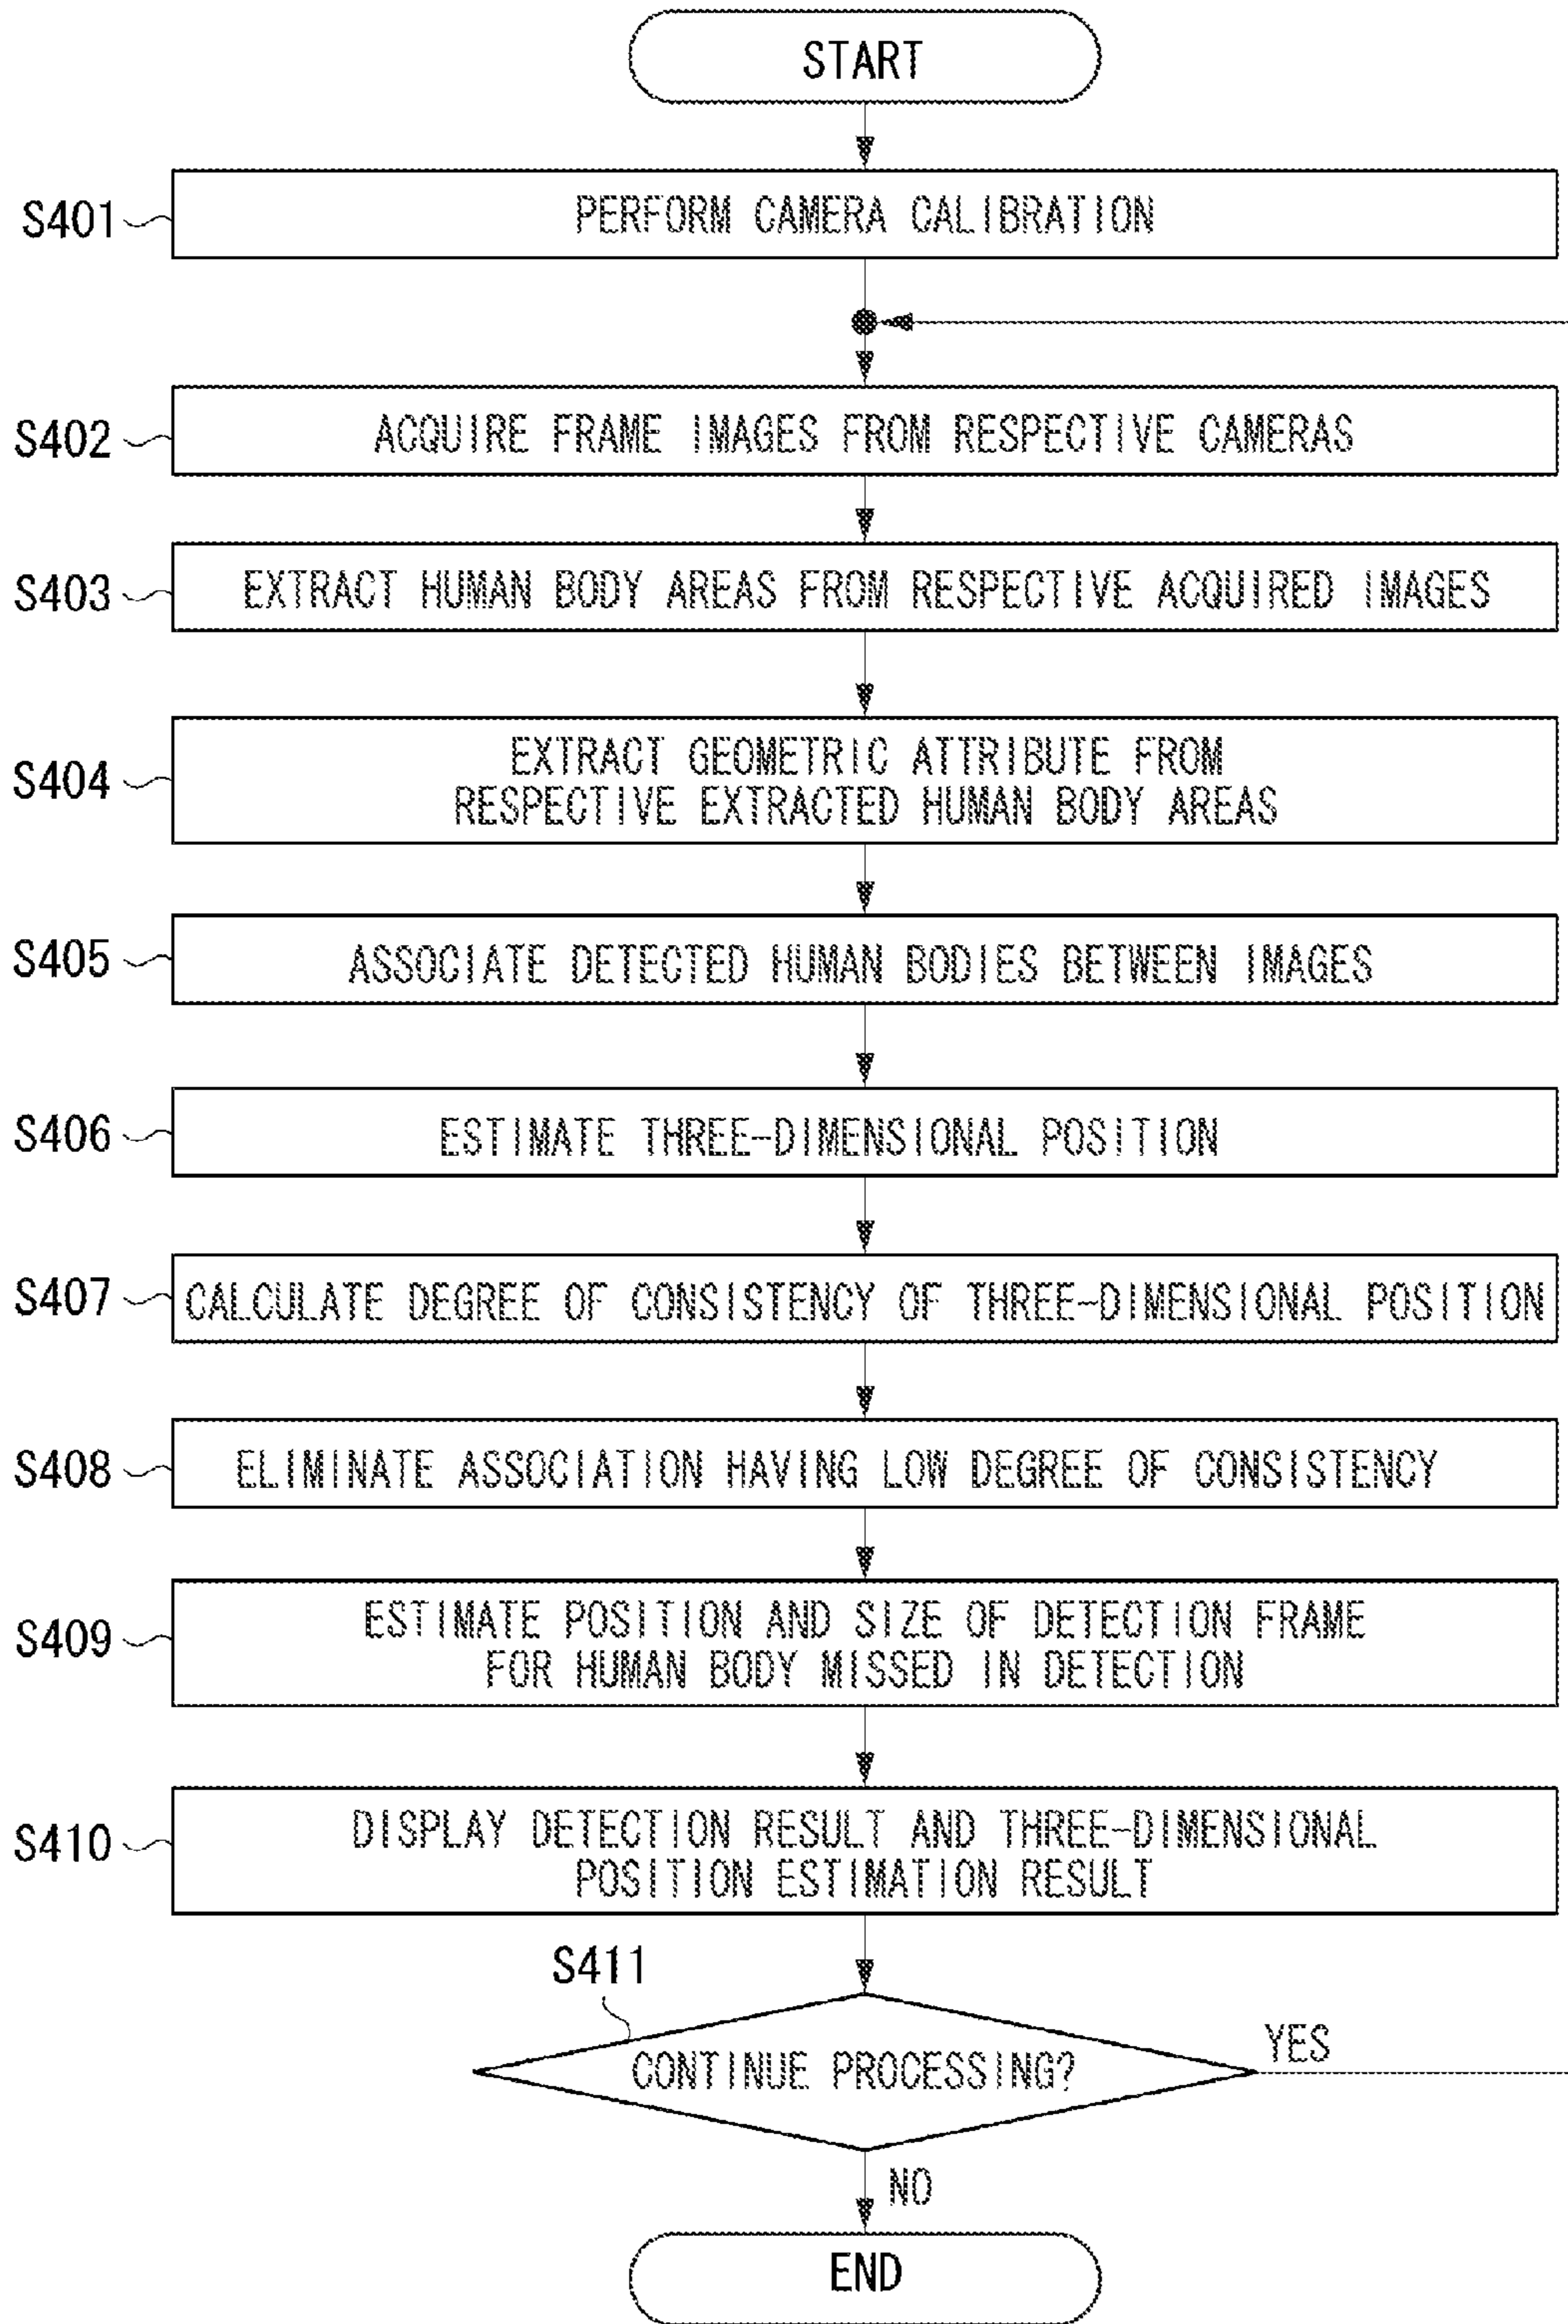 START
S401
PERFORM CAMERA CALIBRATION
S402
ACQUIRE FRAME IMAGES FROM RESPECTIVE CAMERAS
S403
EXTRACT HUMAN BODY AREAS FROM RESPECTIVE ACQUIRED IMAGES
S404
EXTRACT GEOMETRIC ATTRIBUTE FROM
RESPECTIVE EXTRACTED HUMAN BODY AREAS
S405
ASSOCIATE DETECTED HUMAN BODIES BETWEEN IMAGES
S406
ESTIMATE THREE-DIMENSIONAL POSITION
S407
CALCULATE DEGREE OF CONSISTENCY OF THREE-DIMENSIONAL POSITION
S408
ELIMINATE ASSOCIATION HAVING LOW DEGREE OF CONSISTENCY
S409
ESTIMATE POSITION AND SIZE OF DETECTION FRAME
FOR HUMAN BODY MISSED IN DETECTION
S410
DISPLAY DETECTION RESULT AND THREE-DIMENSIONAL
POSITION ESTIMATION RESULT
S411
CONTINUE PROCESSING?
YES
NO
END